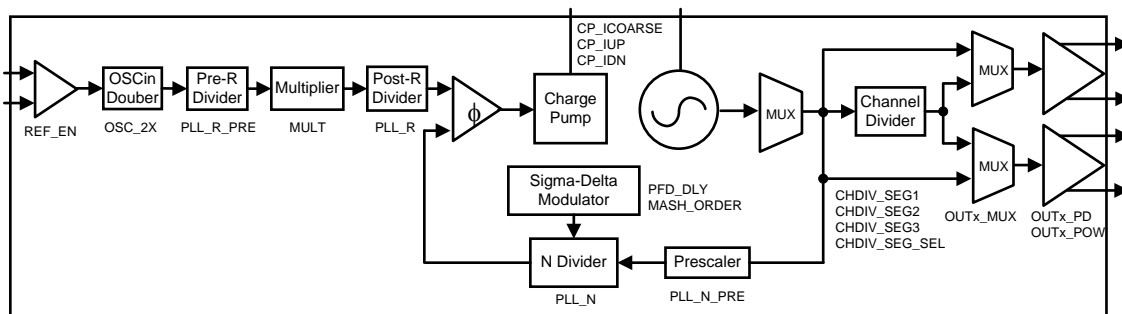 CP_ICOARSE
CP_IUP
CP_IDN
OSCin
Douber
Pre-R
Divider
Multiplier
Post-R
Divider
ϕ
Charge
Pump
MUX
Channel
Divider
MUX
MUX
REF_EN
OSC_2X
PLL_R_PRE
MULT
PLL_R
Sigma-Delta
Modulator
PFD_DLY
MASH_ORDER
CHDIV_SEG1
CHDIV_SEG2
CHDIV_SEG3
CHDIV_SEG_SEL
OUTx_MUX
OUTx_PD
OUTx_POW
N Divider
Prescaler
PLL_N
PLL_N_PRE